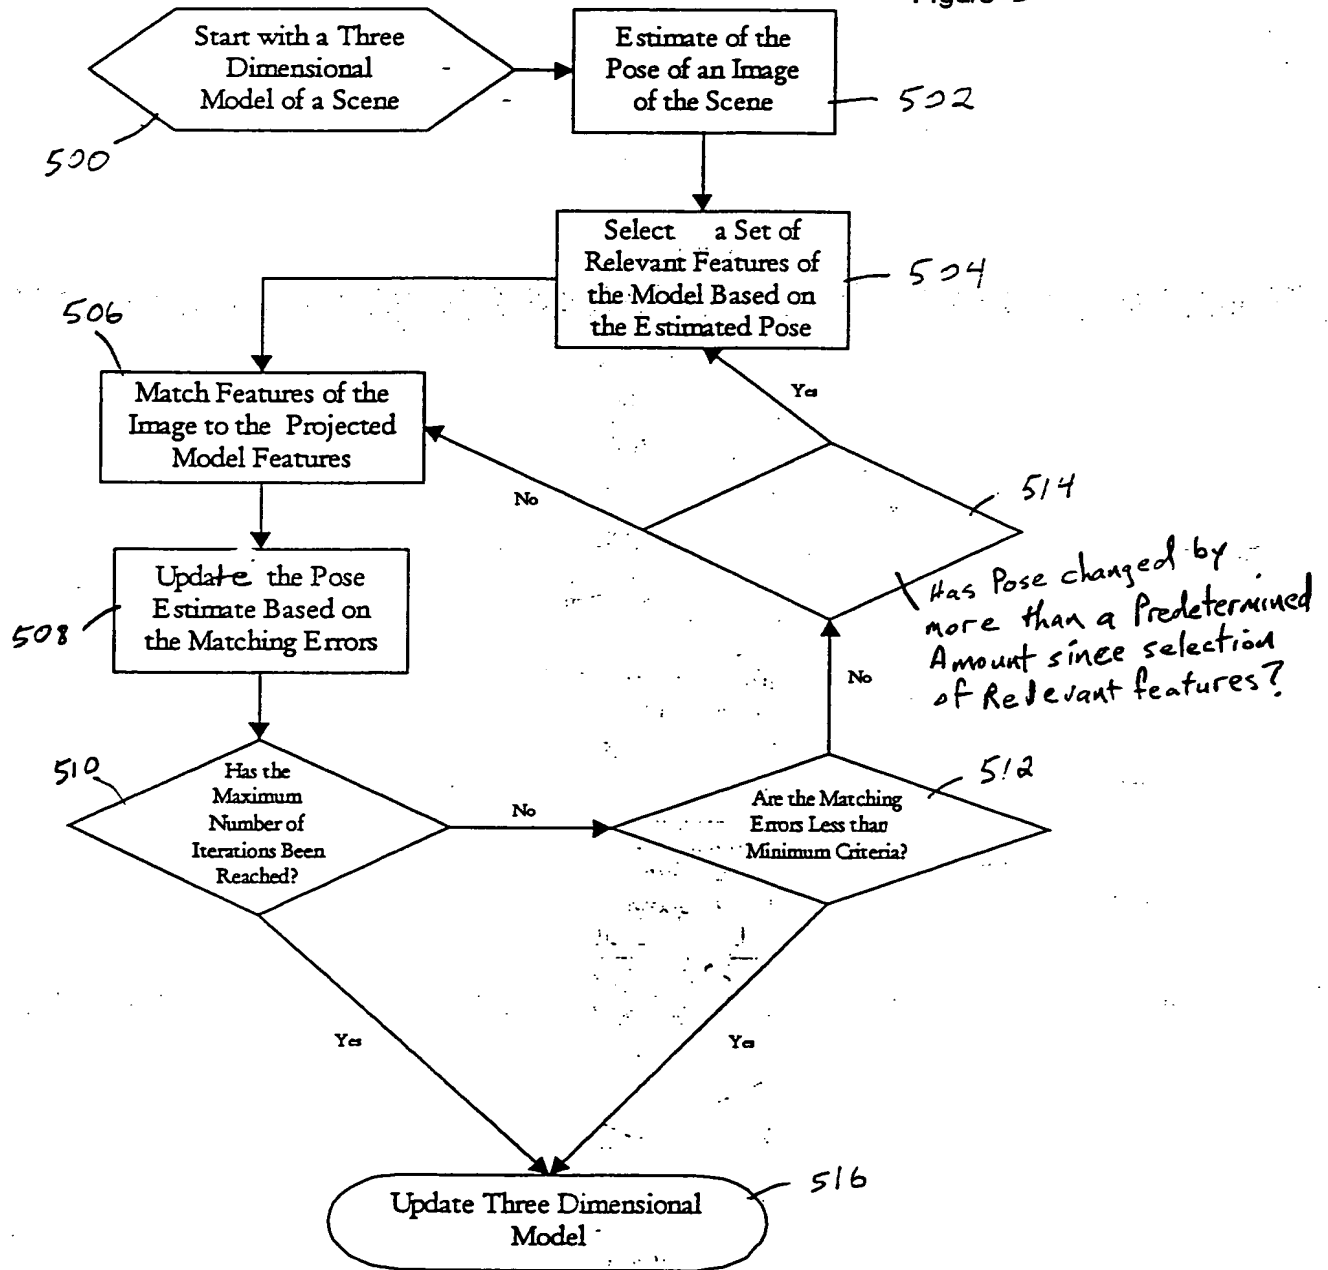 Start with a Three
Dimensional
Model of a Scene
500
Estimate of the
Pose of an Image
of the Scene
502
Select a Set of
Relevant Features of
the Model Based on
the Estimated Pose
504
506
Match Features of the
Image to the Projected
Model Features
Yes
No
514
Has Pose changed by
more than a Predetermined
Amount since selection
of Relevant features?
Update the Pose
Estimate Based on
the Matching Errors
508
No
510
Has the
Maximum
Number of
Iterations Been
Reached?
No
512
Are the Matching
Errors Less than
Minimum Criteria?
Yes
Yes
Update Three Dimensional
Model
516